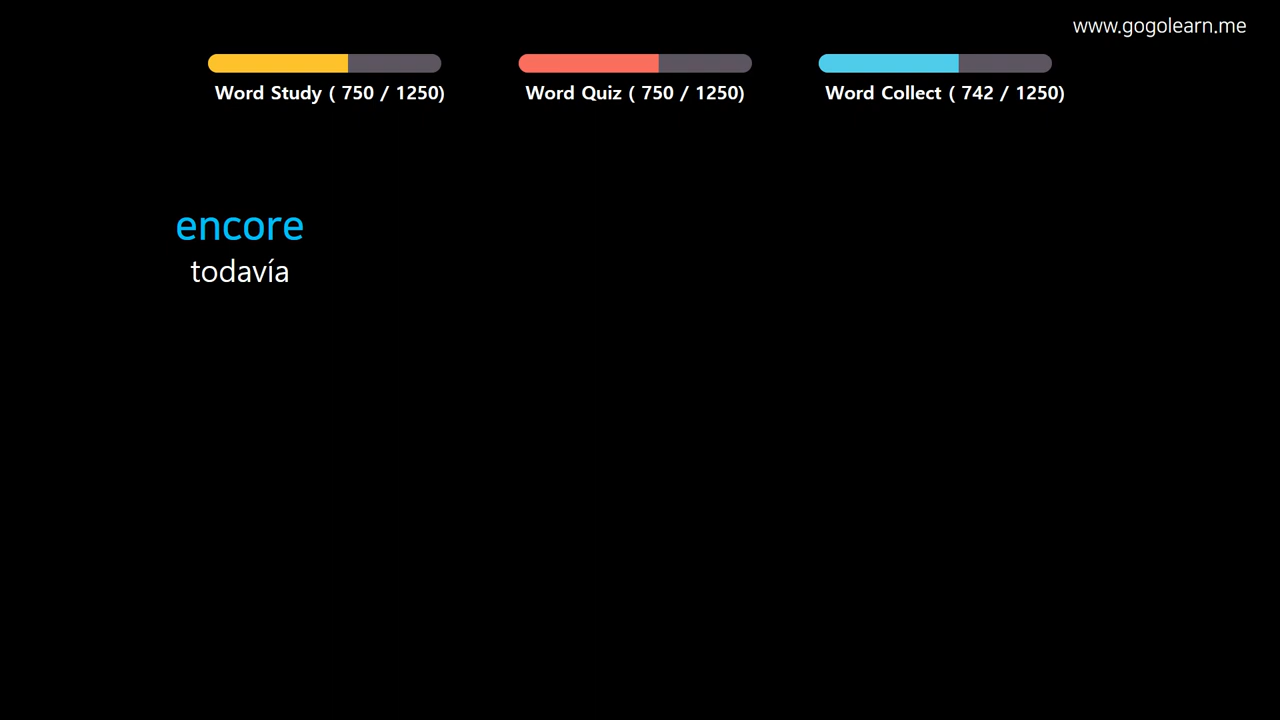 www.gogolearn.me
Word Study ( 750 / 1250)
Word Quiz ( 750 / 1250)
Word Collect ( 742 / 1250)
encore
todavía